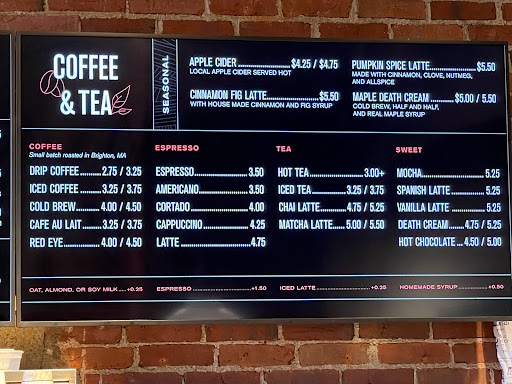 COFFEE
& TEA
SEASONAL
APPLE CIDER $4.25 / $4.75
LOCAL APPLE CIDER SERVED HOT
CINNAMON FIG LATTE $5.50
WITH HOUSE MADE CINNAMON AND FIG SYRUP
PUMPKIN SPICE LATTE $5.50
MADE WITH CINNAMON, CLOVE, NUTMEG,
AND ALLSPICE
MAPLE DEATH CREAM $5.00 / 5.50
COLD BREW, HALF AND HALF,
AND REAL MAPLE SYRUP
COFFEE
Small batch roasted in Brighton, MA
DRIP COFFEE 2.75 / 3.25
ICED COFFEE 3.25 / 3.75
COLD BREW 4.00 / 4.50
CAFE AU LAIT 3.25 / 3.75
RED EYE 4.00 / 4.50
ESPRESSO
ESPRESSO 3.50
AMERICANO 3.50
CORTADO 4.00
CAPPUCCINO 4.25
LATTE 4.75
TEA
HOT TEA 3.00+
ICED TEA 3.25 / 3.75
CHAI LATTE 4.75 / 5.25
MATCHA LATTE 5.00 / 5.50
SWEET
MOCHA 5.25
SPANISH LATTE 5.25
VANILLA LATTE 5.25
DEATH CREAM 4.75 / 5.25
HOT CHOCOLATE 4.50 / 5.00
OAT, ALMOND, OR SOY MILK +0.25
ESPRESSO +1.50
ICED LATTE +0.25
HOMEMADE SYRUP +0.50